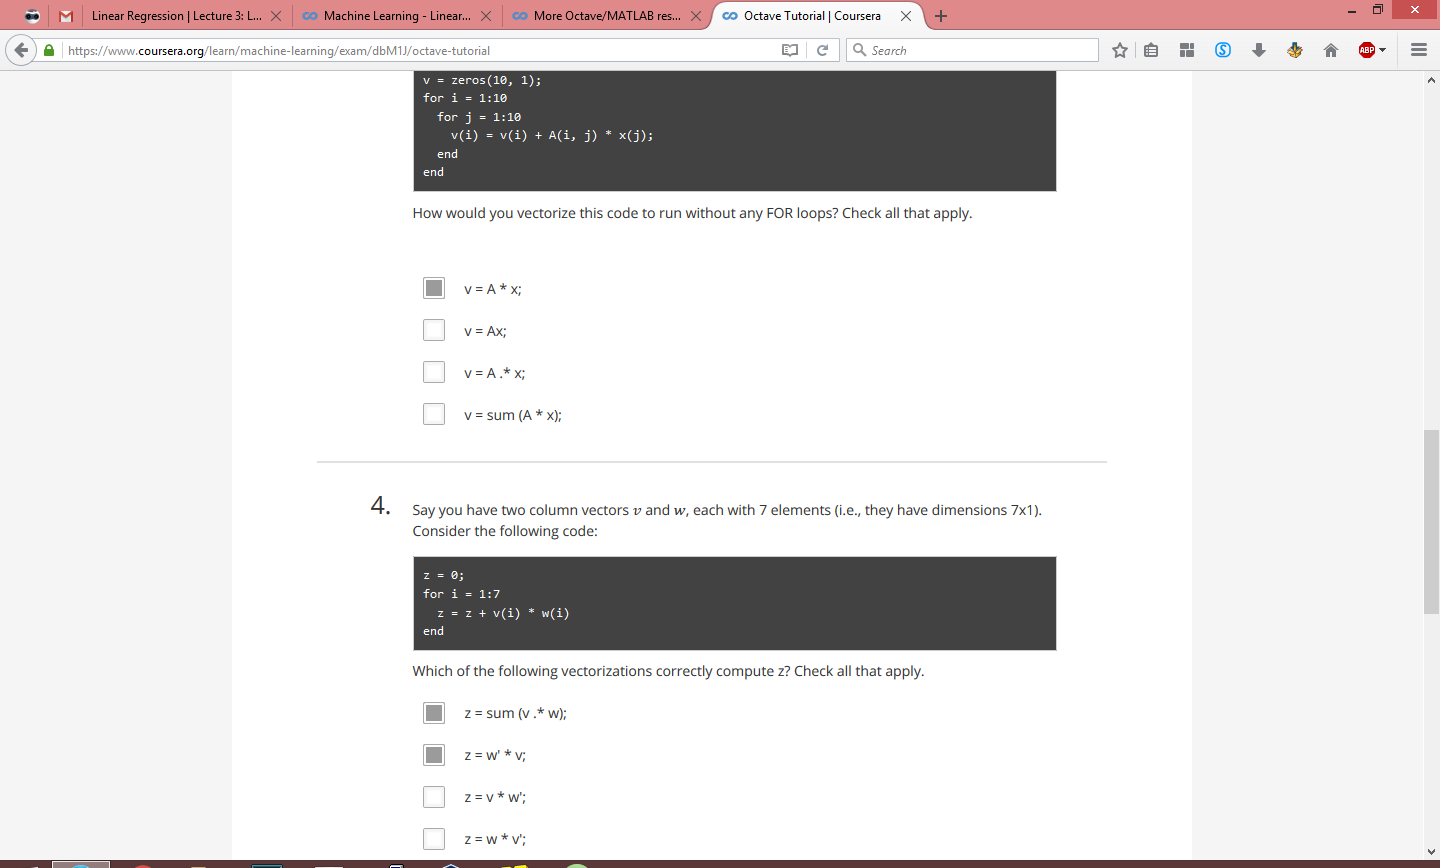 Linear Regression | Lecture 3: L...
Machine Learning - Linear...
More Octave/MATLAB res...
Octave Tutorial | Coursera
https://www.coursera.org/learn/machine-learning/exam/dbM1J/octave-tutorial
Search
ABP
v = zeros(10, 1);
for i = 1:10
for j = 1:10
v(i) = v(i) + A(i, j) * x(j);
end
end
How would you vectorize this code to run without any FOR loops? Check all that apply.
v = A * x;
v = Ax;
v = A .* x;
v = sum (A * x);
4.
Say you have two column vectors v and w, each with 7 elements (i.e., they have dimensions 7x1).
Consider the following code:
z = 0;
for i = 1:7
z = z + v(i) * w(i)
end
Which of the following vectorizations correctly compute z? Check all that apply.
z = sum (v .* w);
z = w' * v;
z = v * w';
z = w * v';